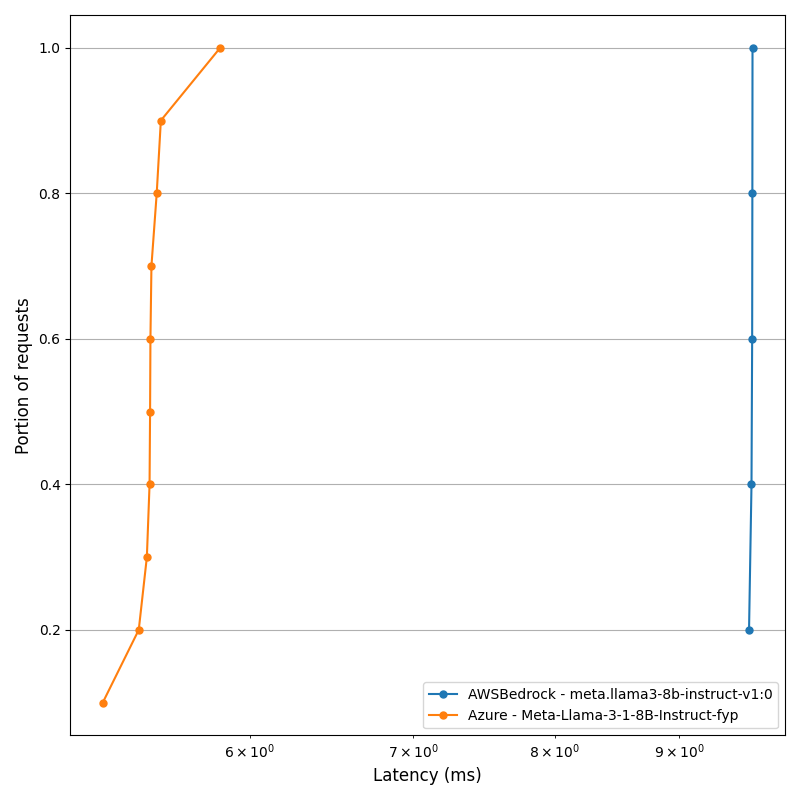 1.0
0.8
0.6
0.4
0.2
Portion of requests
6 × 10⁰
7 × 10⁰
8 × 10⁰
9 × 10⁰
Latency (ms)
AWSBedrock - meta.llama3-8b-instruct-v1:0
Azure - Meta-Llama-3-1-8B-Instruct-fyp